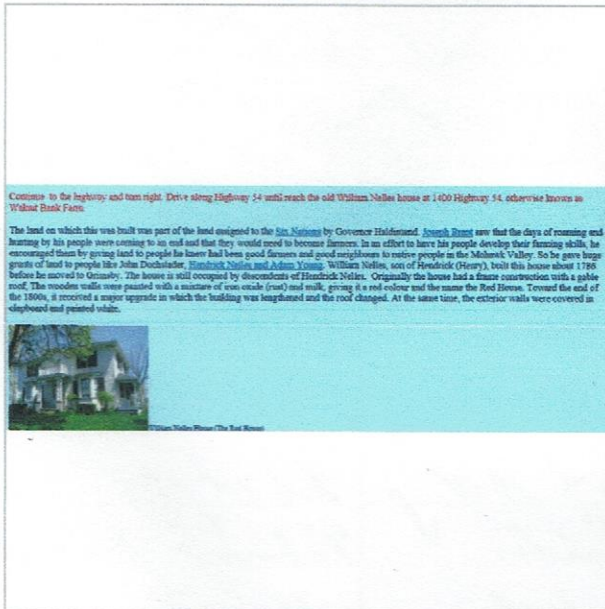 Continue to the highway and turn right. Drive along Highway 54 until reach the old William Nelles house at 1400 Highway 54, otherwise known as
Walnut Bank Farm.
The land on which this was built was part of the land assigned to the Six Nations by Governor Haldimand. Joseph Brant saw that the days of roaming and
hunting by his people were coming to an end and that they would need to become farmers. In an effort to have his people develop their farming skills, he
encouraged them by giving land to people he knew had been good farmers and good neighbours to native people in the Mohawk Valley. So he gave huge
grants of land to people like John Dochstader, Hendrick Nelles and Adam Young. William Nelles, son of Hendrick (Henry), built this house about 1786
before he moved to Grimsby. The house is still occupied by descendents of Hendrick Nelles. Originally the house had a frame construction with a gable
roof, The wooden walls were painted with a mixture of iron oxide (rust) and milk, giving it a red colour and the name the Red House. Toward the end of
the 1800s, it received a major upgrade in which the building was lengthened and the roof changed. At the same time, the exterior walls were covered in
clapboard and painted white.
William Nelles House (The Red House)